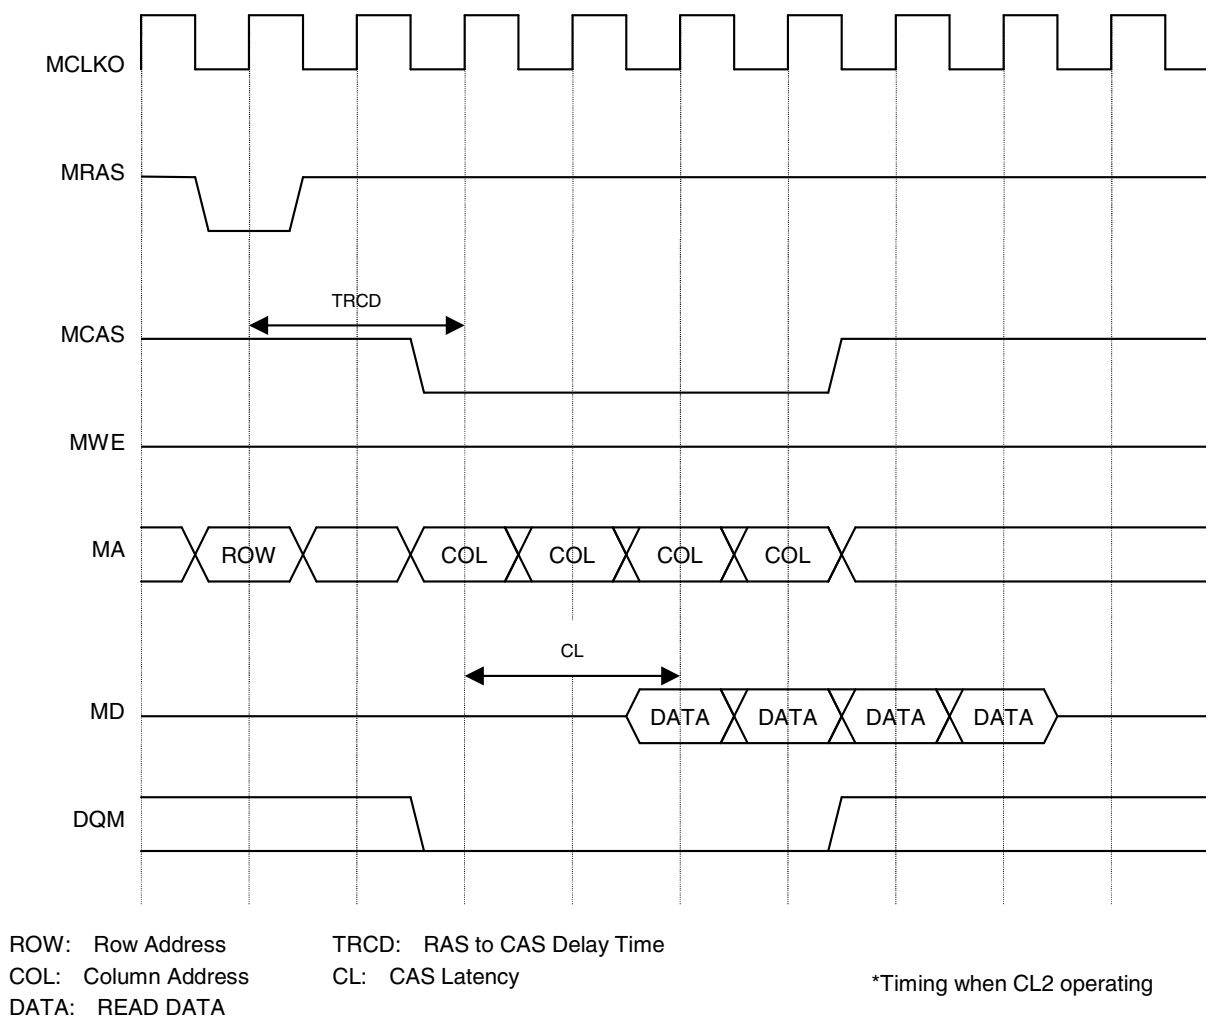 MCLKO
MRAS
TRCD
MCAS
MWE
MA
ROW
COL
COL
COL
COL
CL
MD
DATA
DATA
DATA
DATA
DQM
ROW: Row Address
TRCD: RAS to CAS Delay Time
COL: Column Address
CL: CAS Latency
*Timing when CL2 operating
DATA: READ DATA